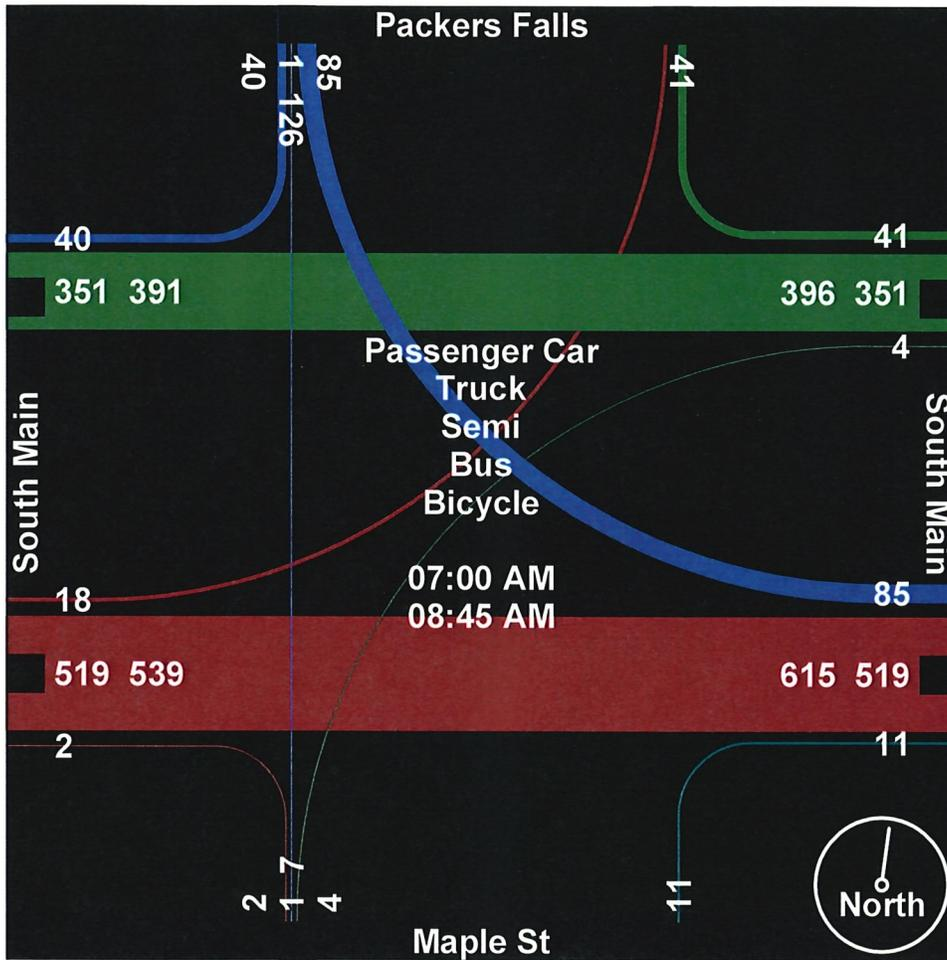 Packers Falls
40
1
85
126
41
40
41
351 391
396 351
Passenger Car
4
Truck
Semi
Bus
Bicycle
South Main
South Main
07:00 AM
18
85
08:45 AM
519 539
615 519
2
11
7
2
1
4
11
North
Maple St